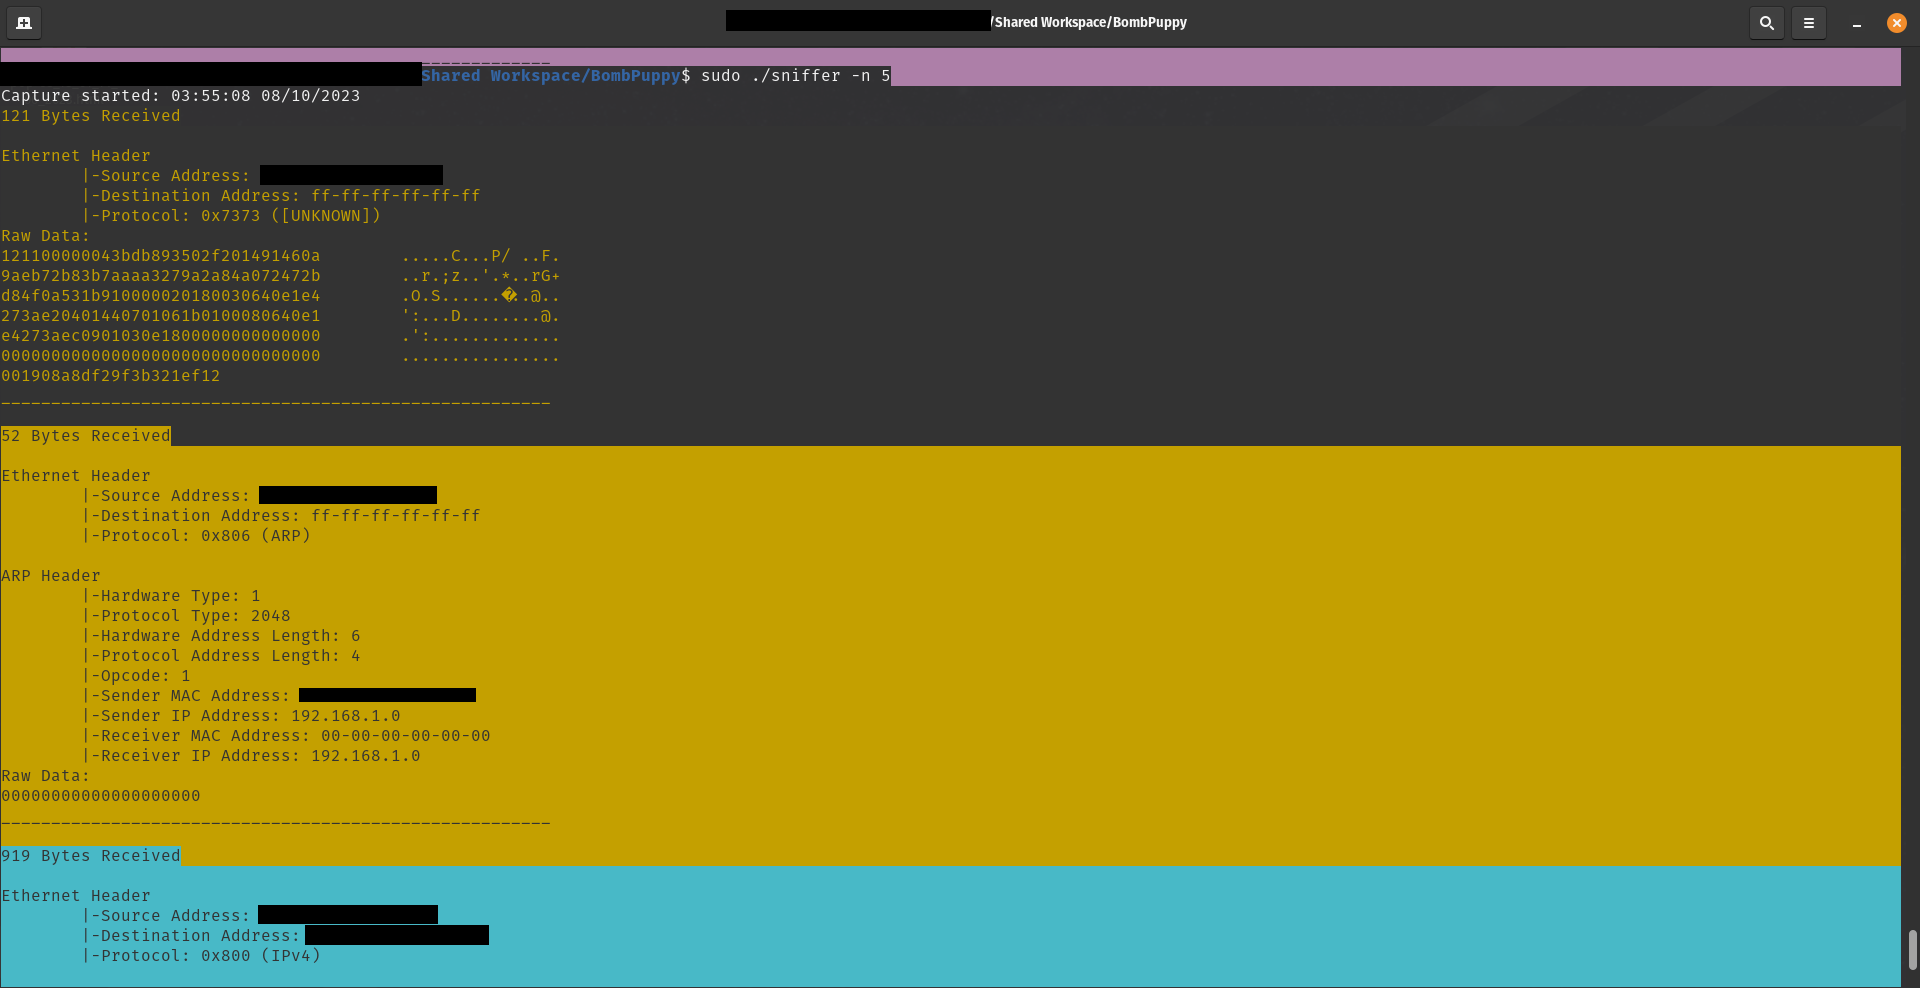 /Shared Workspace/BombPuppy
Shared Workspace/BombPuppy$ sudo ./sniffer -n 5
Capture started: 03:55:08 08/10/2023
121 Bytes Received
Ethernet Header
|-Source Address:
|-Destination Address: ff-ff-ff-ff-ff-ff
|-Protocol: 0x7373 ([UNKNOWN])
Raw Data:
121100000043bdb893502f201491460a .....C...P/ ..F.
9aeb72b83b7aaaa3279a2a84a072472b ..r.;z..'.*..rG+
d84f0a531b910000020180030640e1e4 .O.S......�.@..
273ae20401440701061b0100080640e1 ':...D........@.
e4273aec0901030e1800000000000000 .':.............
00000000000000000000000000000000 ................
001908a8df29f3b321ef12
_______________________________________________________
52 Bytes Received
Ethernet Header
|-Source Address:
|-Destination Address: ff-ff-ff-ff-ff-ff
|-Protocol: 0x806 (ARP)
ARP Header
|-Hardware Type: 1
|-Protocol Type: 2048
|-Hardware Address Length: 6
|-Protocol Address Length: 4
|-Opcode: 1
|-Sender MAC Address:
|-Sender IP Address: 192.168.1.0
|-Receiver MAC Address: 00-00-00-00-00-00
|-Receiver IP Address: 192.168.1.0
Raw Data:
00000000000000000000
_______________________________________________________
919 Bytes Received
Ethernet Header
|-Source Address:
|-Destination Address:
|-Protocol: 0x800 (IPv4)